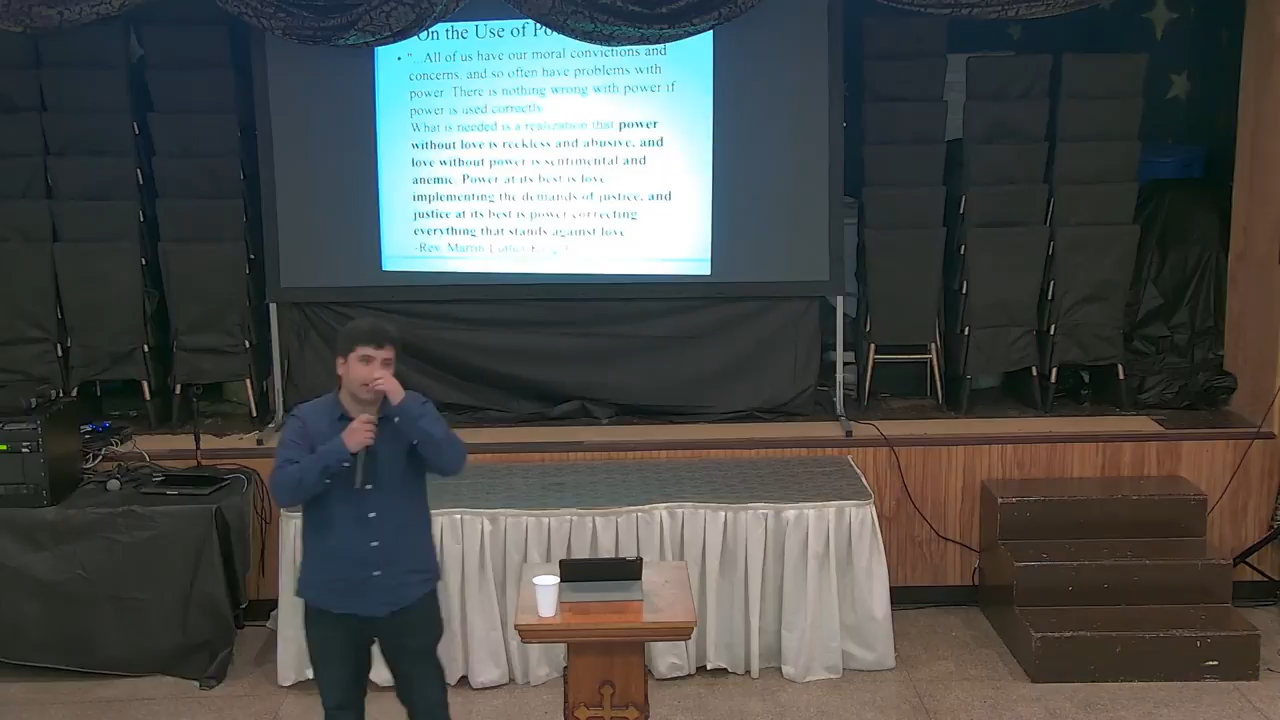 On the Use of
• "...All of us have our moral convictions and
concerns, and so often have problems with
power. There is nothing wrong with power if
power is used correctly.
What is needed is a realization that power
without love is reckless and abusive, and
love without power is sentimental and
anemic. Power at its best is love
implementing the demands of justice, and
justice at its best is power correcting
everything that stands against love
-Rev. Martin Luther King